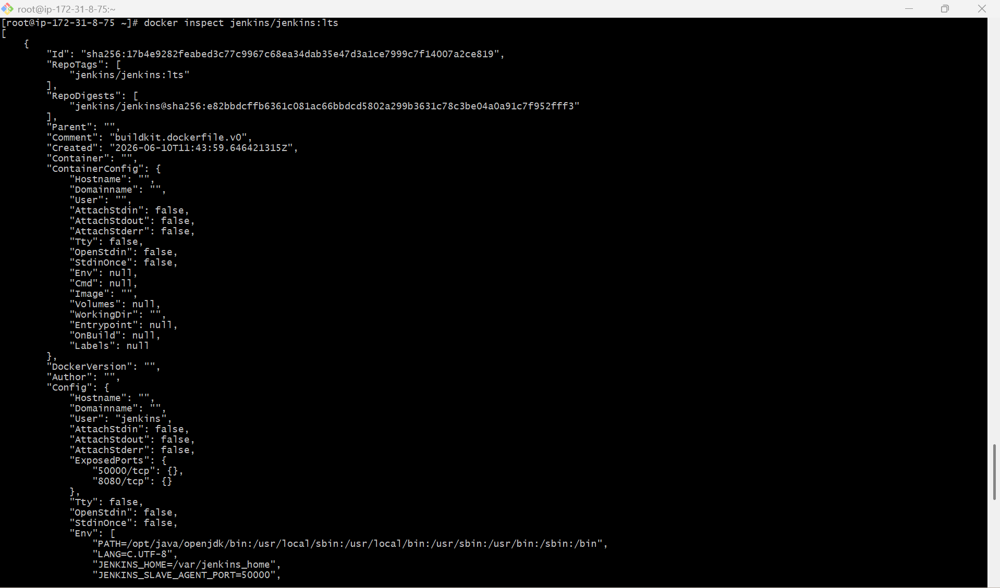 root@ip-172-31-8-75:~
[root@ip-172-31-8-75 ~]# docker inspect jenkins/jenkins:lts
[
    {
        "Id": "sha256:17b4e9282feabed3c77c9967c68ea34dab35e47d3a1ce7999c7f14007a2ce819",
        "RepoTags": [
            "jenkins/jenkins:lts"
        ],
        "RepoDigests": [
            "jenkins/jenkins@sha256:e82bbdcffb6361c081ac66bbdcd5802a299b3631c78c3be04a0a91c7f952fff3"
        ],
        "Parent": "",
        "Comment": "buildkit.dockerfile.v0",
        "Created": "2026-06-10T11:43:59.646421315Z",
        "Container": "",
        "ContainerConfig": {
            "Hostname": "",
            "Domainname": "",
            "User": "",
            "AttachStdin": false,
            "AttachStdout": false,
            "AttachStderr": false,
            "Tty": false,
            "OpenStdin": false,
            "StdinOnce": false,
            "Env": null,
            "Cmd": null,
            "Image": "",
            "Volumes": null,
            "WorkingDir": "",
            "Entrypoint": null,
            "OnBuild": null,
            "Labels": null
        },
        "DockerVersion": "",
        "Author": "",
        "Config": {
            "Hostname": "",
            "Domainname": "",
            "User": "jenkins",
            "AttachStdin": false,
            "AttachStdout": false,
            "AttachStderr": false,
            "ExposedPorts": {
                "50000/tcp": {},
                "8080/tcp": {}
            },
            "Tty": false,
            "OpenStdin": false,
            "StdinOnce": false,
            "Env": [
                "PATH=/opt/java/openjdk/bin:/usr/local/sbin:/usr/local/bin:/usr/sbin:/usr/bin:/sbin:/bin",
                "LANG=C.UTF-8",
                "JENKINS_HOME=/var/jenkins_home",
                "JENKINS_SLAVE_AGENT_PORT=50000",